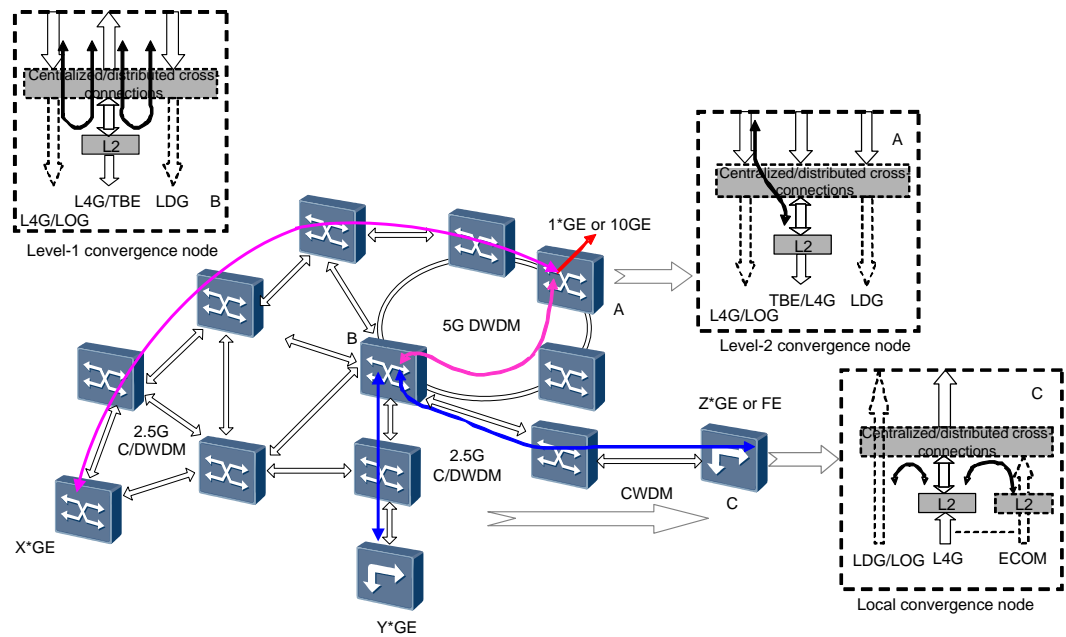 Centralized/distributed cross-
connections
L2
L4G/TBE
LDG
B
L4G/LOG
Level-1 convergence node
A
Centralized/distributed cross-
connections
L2
TBE/L4G
LDG
L4G/LOG
Level-2 convergence node
1*GE or 10GE
A
5G DWDM
B
2.5G
C/DWDM
2.5G
C/DWDM
X*GE
Y*GE
Z*GE or FE
CWDM
C
C
Centralized/distributed cross-
connections
L2
L2
LDG/LOG
L4G
ECOM
Local convergence node